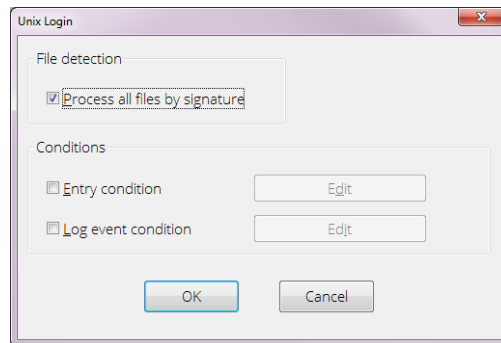 Unix Login
File detection
Process all files by signature
Conditions
Entry condition Edit
Log event condition Edit
OK Cancel